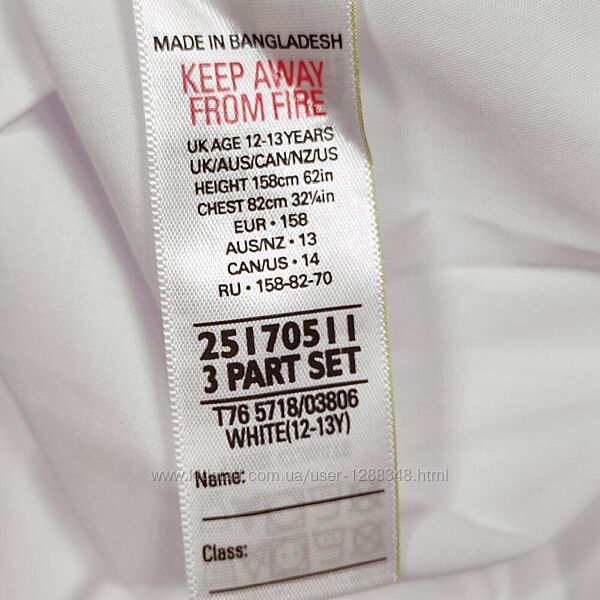 MADE IN BANGLADESH
KEEP AWAY
FROM FIRE
UK AGE 12-13 YEARS
UK/AUS/CAN/NZ/US
HEIGHT 158cm 62in
CHEST 82cm 32¼in
EUR • 158
AUS/NZ • 13
CAN/US • 14
RU • 158-82-70
25170511
3 PART SET
T76 5718/03806
WHITE(12-13Y)
Name:
Class: